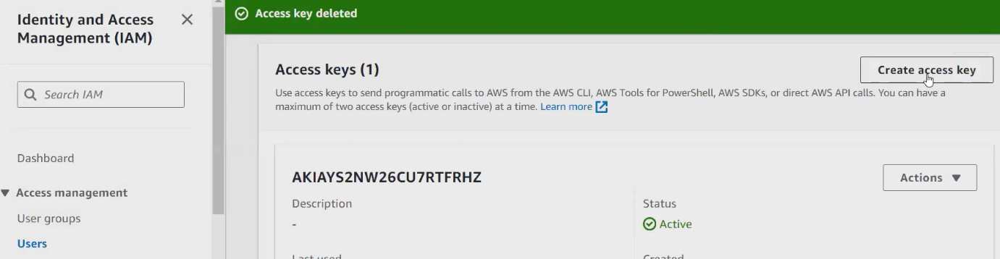 Identity and Access
Management (IAM)
Search IAM
Dashboard
Access management
User groups
Users
Access key deleted
Access keys (1)
Create access key
Use access keys to send programmatic calls to AWS from the AWS CLI, AWS Tools for PowerShell, AWS SDKs, or direct AWS API calls. You can have a
maximum of two access keys (active or inactive) at a time. Learn more
AKIAYS2NW26CU7RTFRHZ
Actions
Description
-
Status
Active
Last used
Created